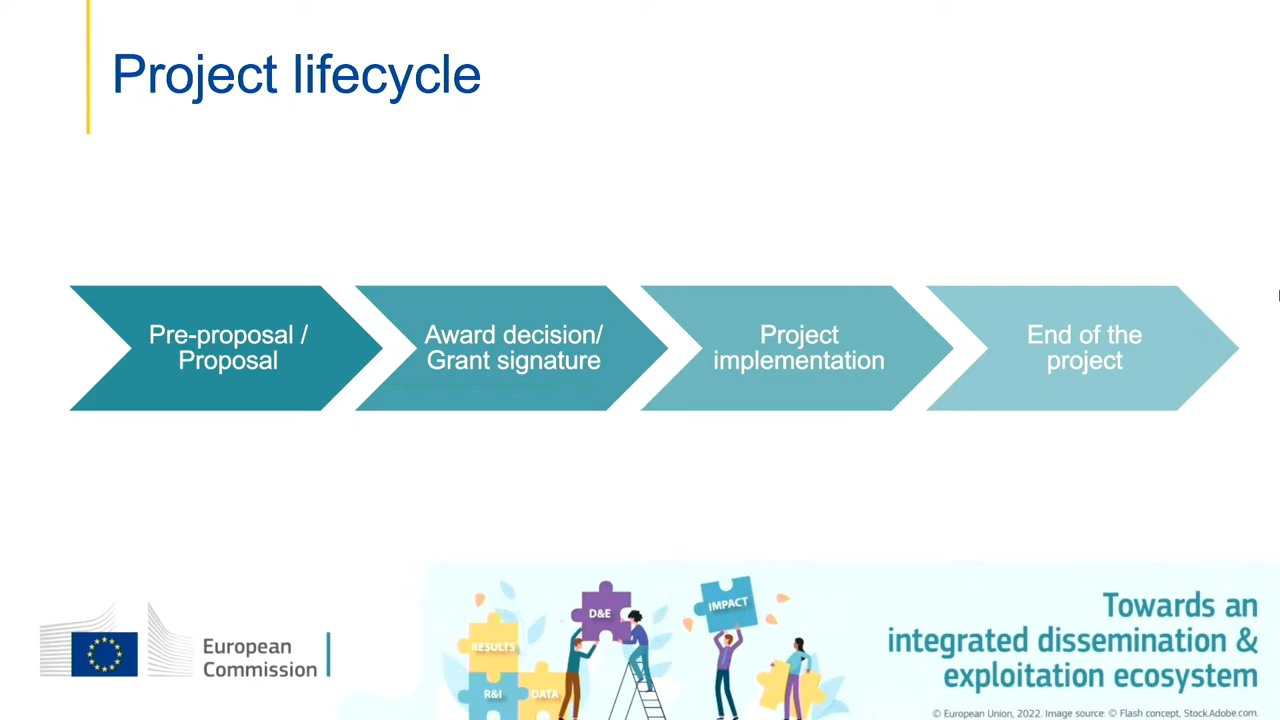 Project lifecycle
Pre-proposal /
Proposal
Award decision/
Grant signature
Project
implementation
End of the
project
European
Commission
D&E
IMPACT
RESULTS
R&I
DATA
Towards an
integrated dissemination &
exploitation ecosystem
© European Union, 2022. Image source: © Flash concept, Stock.Adobe.com.